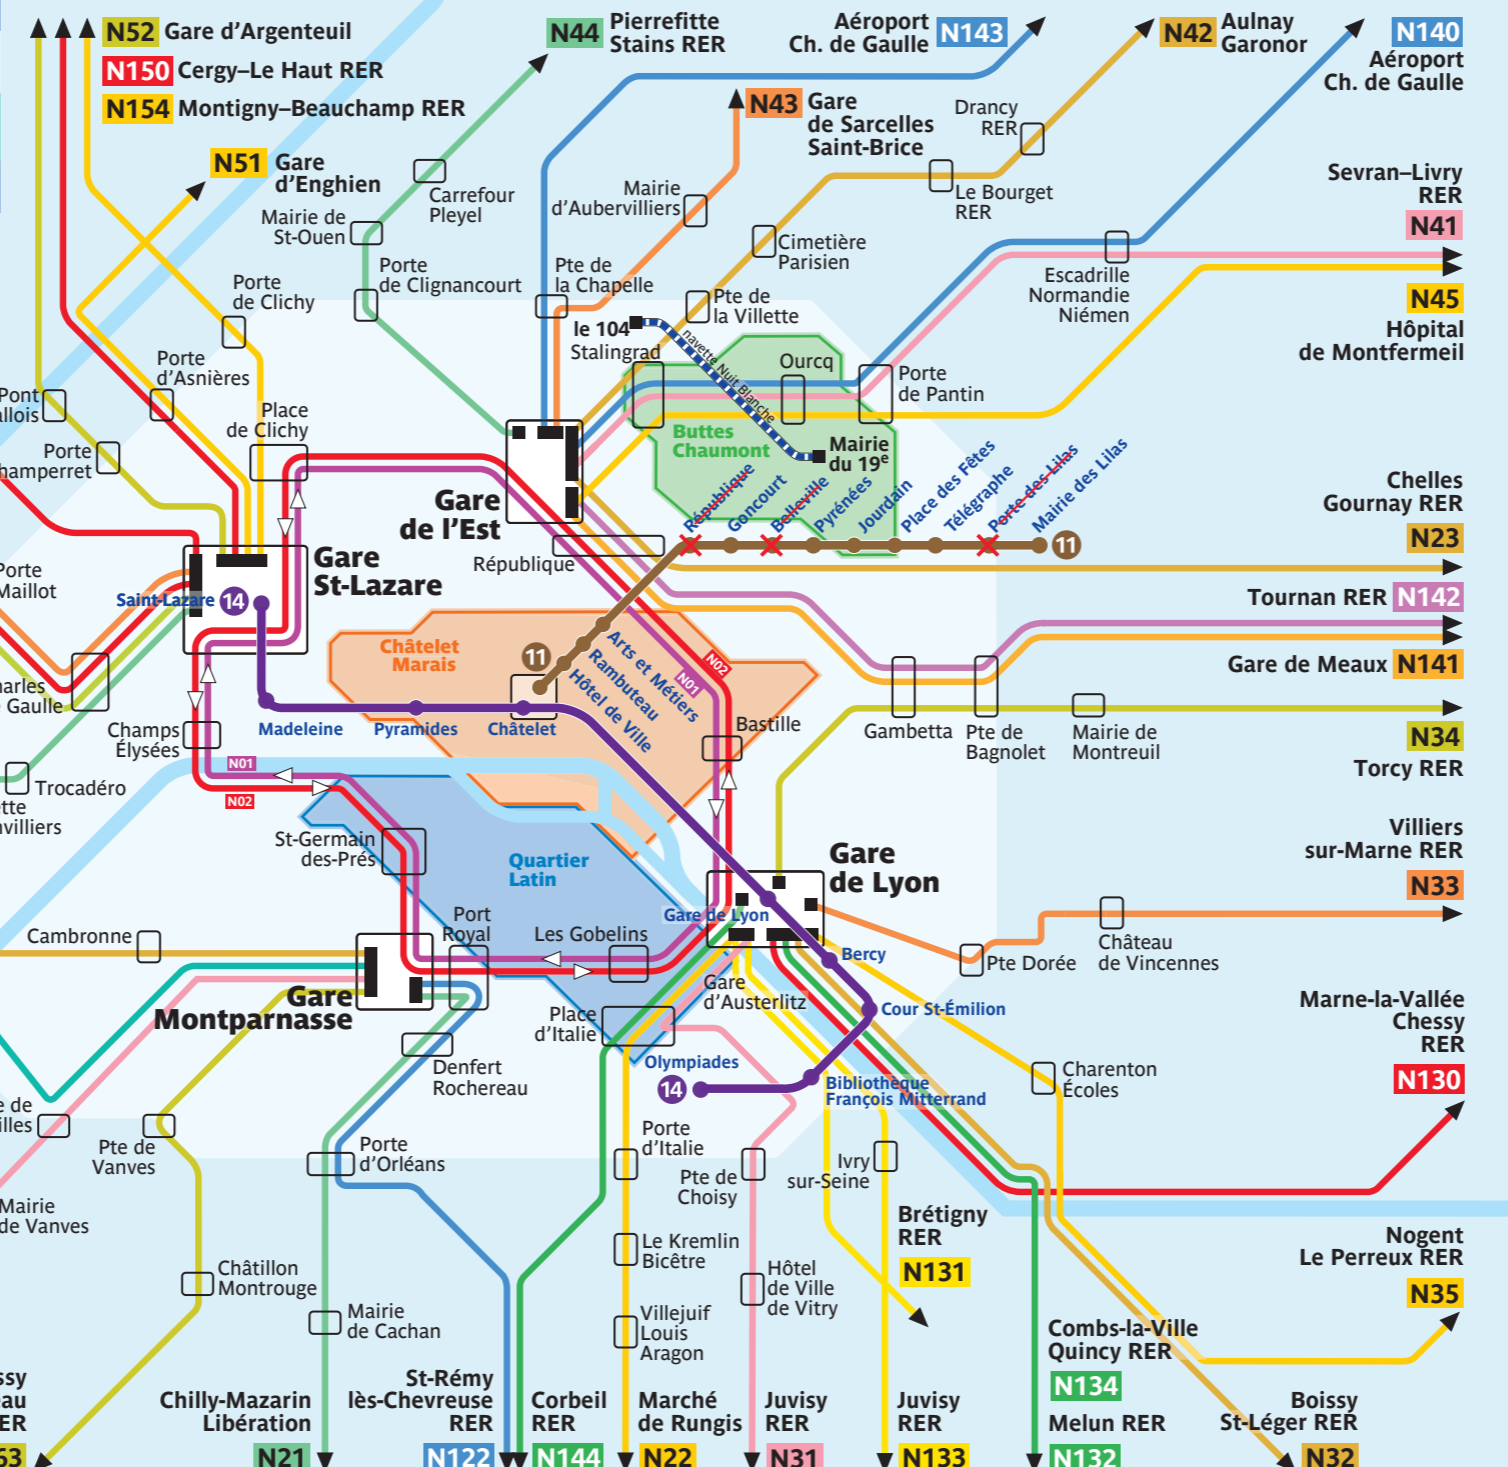 N52 Gare d'Argenteuil
N150 Cergy–Le Haut RER
N154 Montigny–Beauchamp RER
N51 Gare
d'Enghien
N44 Pierrefitte
Stains RER
Aéroport
Ch. de Gaulle N143
N42 Aulnay
Garonor
N140
Aéroport
Ch. de Gaulle
N43 Gare
de Sarcelles
Saint-Brice
Drancy
RER
Le Bourget
RER
Carrefour
Pleyel
Mairie de
St-Ouen
Mairie
d'Aubervilliers
Cimetière
Parisien
Sevran–Livry
RER
N41
Escadrille
Normandie
Niémen
N45
Hôpital
de Montfermeil
Porte
de Clichy
Porte
de Clignancourt
Pte de
la Chapelle
Pte de
la Villette
le 104
Stalingrad
navette Nuit Blanche
Ourcq
Porte
de Pantin
Porte
d'Asnières
Place
de Clichy
Pont
Porte
Buttes
Chaumont
Mairie
du 19e
République
Goncourt
Belleville
Pyrénées
Jourdain
Place des Fêtes
Télégraphe
Porte des Lilas
Mairie des Lilas
11
Gare
de l'Est
République
Chelles
Gournay RER
N23
Tournan RER N142
Gare de Meaux N141
Gare
St-Lazare
Saint-Lazare 14
Porte
Maillot
Châtelet
Marais
11
Arts et Métiers
Rambuteau
Hôtel de Ville
N02
N01
Gaulle
Champs
Élysées
Madeleine
Pyramides
Châtelet
Bastille
Gambetta
Pte de
Bagnolet
Mairie de
Montreuil
N34
Torcy RER
N01
N02
Trocadéro
St-Germain
des-Prés
Quartier
Latin
Gare
de Lyon
Gare de Lyon
Villiers
sur-Marne RER
N33
Cambronne
Port
Royal
Les Gobelins
Bercy
Pte Dorée
Château
de Vincennes
Gare
Montparnasse
Gare
d'Austerlitz
Cour St-Émilion
Place
d'Italie
Olympiades
14
Bibliothèque
François Mitterrand
Denfert
Rochereau
Charenton
Écoles
Marne-la-Vallée
Chessy
RER
N130
Pte de
Vanves
Porte
d'Orléans
Porte
d'Italie
Pte de
Choisy
Ivry
sur-Seine
Mairie
de Vanves
Brétigny
RER
N131
Nogent
Le Perreux RER
N35
Châtillon
Montrouge
Mairie
de Cachan
Le Kremlin
Bicêtre
Hôtel
de Ville
de Vitry
Villejuif
Louis
Aragon
Combs-la-Ville
Quincy RER
N134
Melun RER
N132
Chilly-Mazarin
Libération
N21
St-Rémy
lès-Chevreuse
RER
N122
Corbeil
RER
N144
Marché
de Rungis
N22
Juvisy
RER
N31
Juvisy
RER
N133
Boissy
St-Léger RER
N32